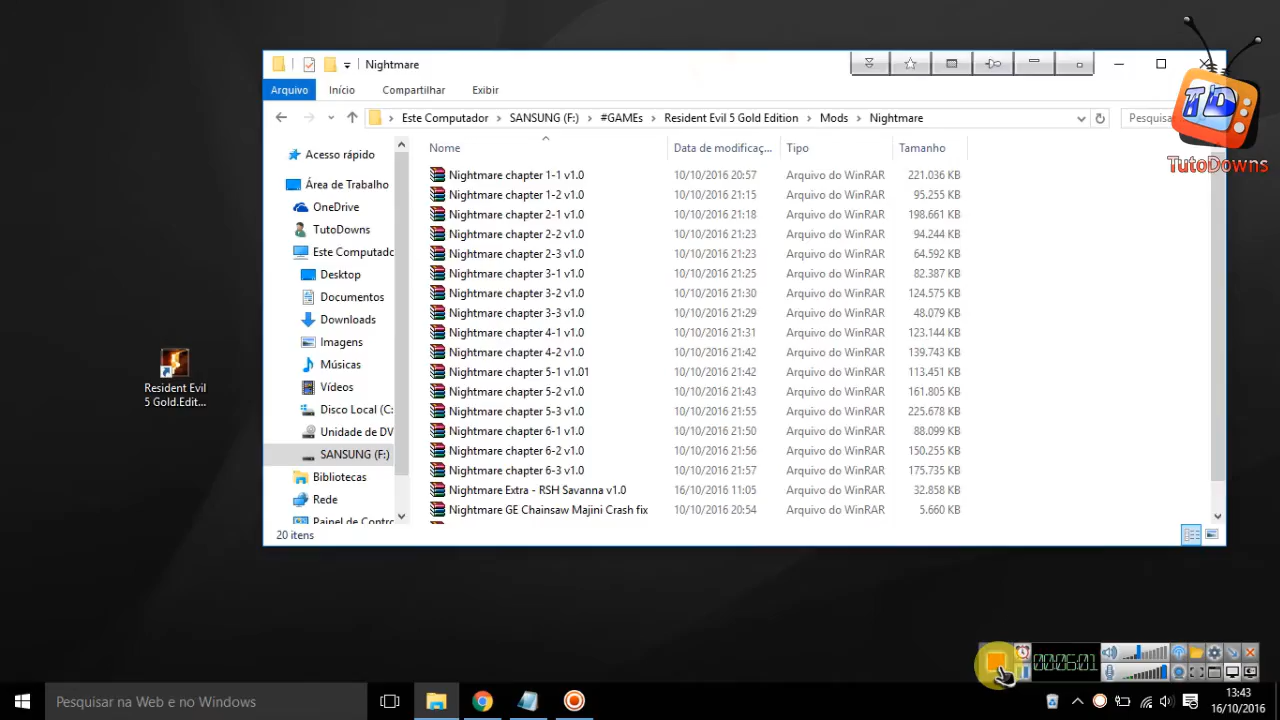 Nightmare
Arquivo Início Compartilhar Exibir
Este Computador SANSUNG (F:) #GAMEs Resident Evil 5 Gold Edition Mods Nightmare
TD
TutoDowns
Nome Data de modificaç... Tipo Tamanho
Acesso rápido
Área de Trabalho
OneDrive
TutoDowns
Este Computadc
Desktop
Documentos
Downloads
Imagens
Músicas
Vídeos
Disco Local (C:
Unidade de DV
SANSUNG (F:)
Bibliotecas
Rede
Nightmare chapter 1-1 v1.0 10/10/2016 20:57 Arquivo do WinRAR 221.036 KB
Nightmare chapter 1-2 v1.0 10/10/2016 21:15 Arquivo do WinRAR 95.255 KB
Nightmare chapter 2-1 v1.0 10/10/2016 21:18 Arquivo do WinRAR 198.661 KB
Nightmare chapter 2-2 v1.0 10/10/2016 21:23 Arquivo do WinRAR 94.244 KB
Nightmare chapter 2-3 v1.0 10/10/2016 21:23 Arquivo do WinRAR 64.592 KB
Nightmare chapter 3-1 v1.0 10/10/2016 21:25 Arquivo do WinRAR 82.387 KB
Nightmare chapter 3-2 v1.0 10/10/2016 21:30 Arquivo do WinRAR 124.575 KB
Nightmare chapter 3-3 v1.0 10/10/2016 21:29 Arquivo do WinRAR 48.079 KB
Nightmare chapter 4-1 v1.0 10/10/2016 21:31 Arquivo do WinRAR 123.144 KB
Nightmare chapter 4-2 v1.0 10/10/2016 21:42 Arquivo do WinRAR 139.743 KB
Nightmare chapter 5-1 v1.01 10/10/2016 21:42 Arquivo do WinRAR 113.451 KB
Nightmare chapter 5-2 v1.0 10/10/2016 21:43 Arquivo do WinRAR 161.805 KB
Nightmare chapter 5-3 v1.0 10/10/2016 21:55 Arquivo do WinRAR 225.678 KB
Nightmare chapter 6-1 v1.0 10/10/2016 21:50 Arquivo do WinRAR 88.099 KB
Nightmare chapter 6-2 v1.0 10/10/2016 21:56 Arquivo do WinRAR 150.255 KB
Nightmare chapter 6-3 v1.0 10/10/2016 21:57 Arquivo do WinRAR 175.735 KB
Nightmare Extra - RSH Savanna v1.0 16/10/2016 11:05 Arquivo do WinRAR 32.858 KB
Nightmare GE Chainsaw Majini Crash fix 10/10/2016 20:54 Arquivo do WinRAR 5.660 KB
20 itens
Resident Evil
5 Gold.Edit...
00:06:01
Pesquisar na Web e no Windows
13:43
16/10/2016